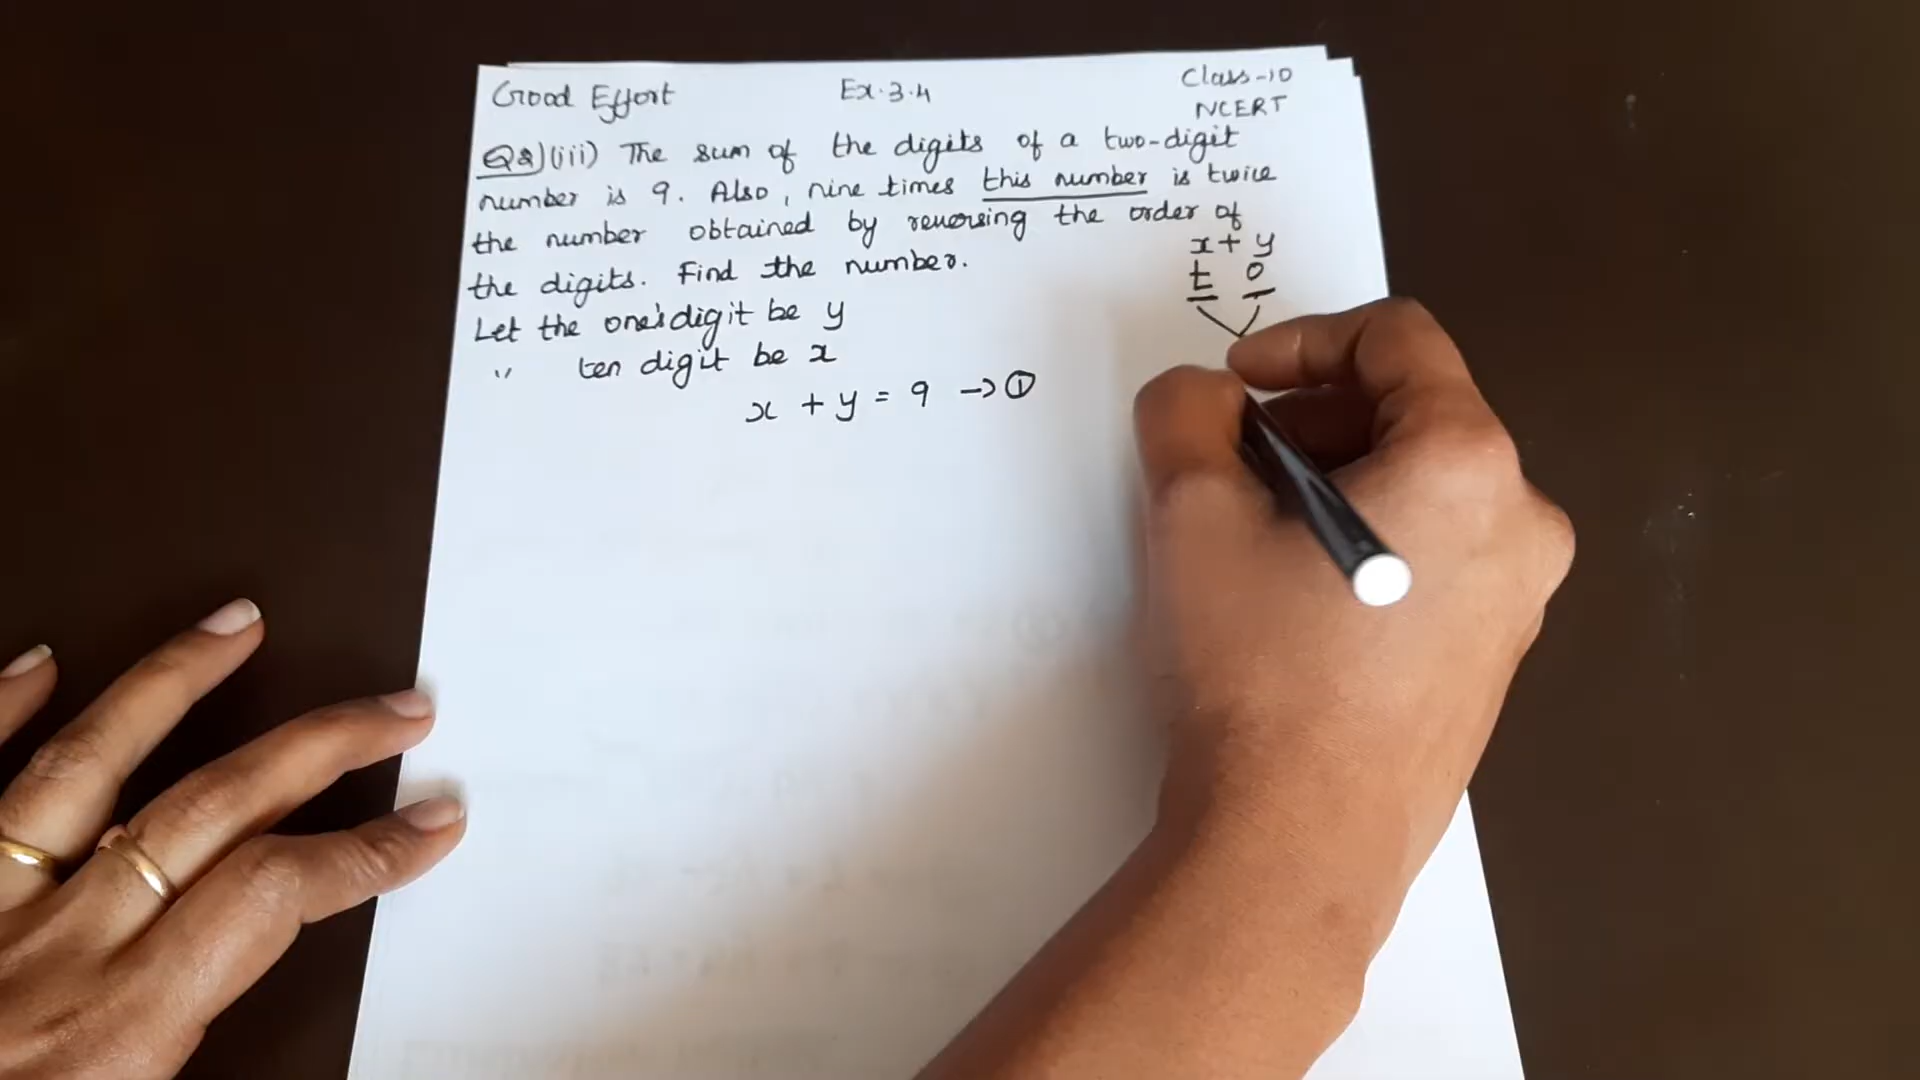 Good Effort Ex.3.4 Class-10
NCERT
Q2)(iii) The sum of the digits of a two-digit
number is 9. Also, nine times this number is twice
the number obtained by reversing the order of
the digits. Find the number.
x + y
t o
Let the one's digit be y
" ten digit be x
x + y = 9 → ①